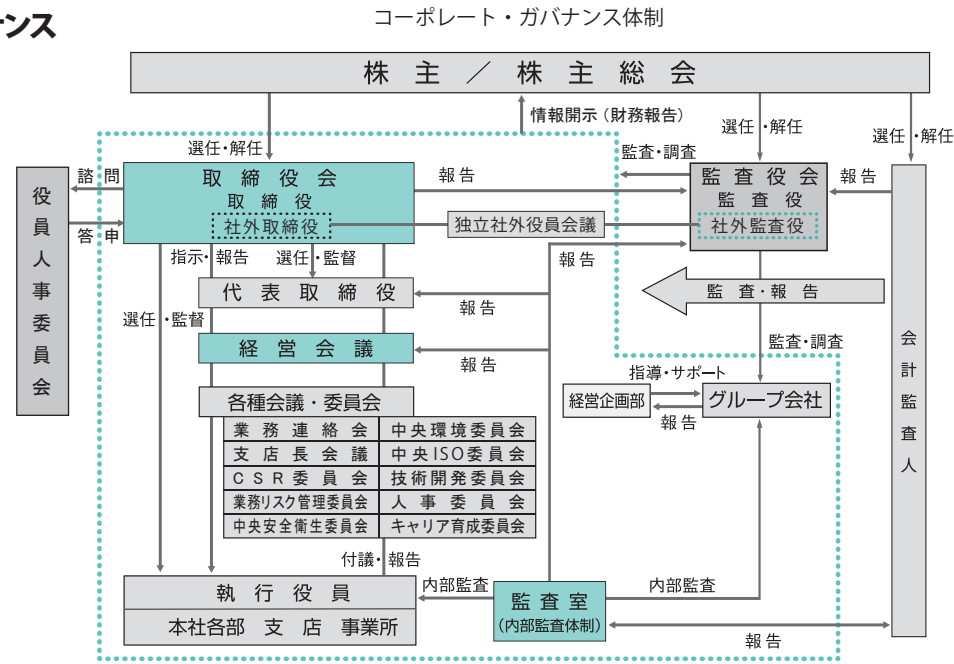 ナンス
コーポレート・ガバナンス体制
株主／株主総会
情報開示（財務報告）
選任・解任
選任・解任
選任・解任
監査・調査
役員人事委員会
諮問
答申
取締役会
取締役
社外取締役
報告
独立社外役員会議
監査役会
監査役
社外監査役
報告
会計監査人
指示・報告
選任・監督
報告
代表取締役
報告
監査・報告
選任・監督
経営会議
報告
監査・調査
指導・サポート
経営企画部
グループ会社
報告
各種会議・委員会
業務連絡会
中央環境委員会
支店長会議
中央ISO委員会
CSR委員会
技術開発委員会
業務リスク管理委員会
人事委員会
中央安全衛生委員会
キャリア育成委員会
付議・報告
執行役員
本社各部 支店 事業所
内部監査
監査室
（内部監査体制）
内部監査
報告